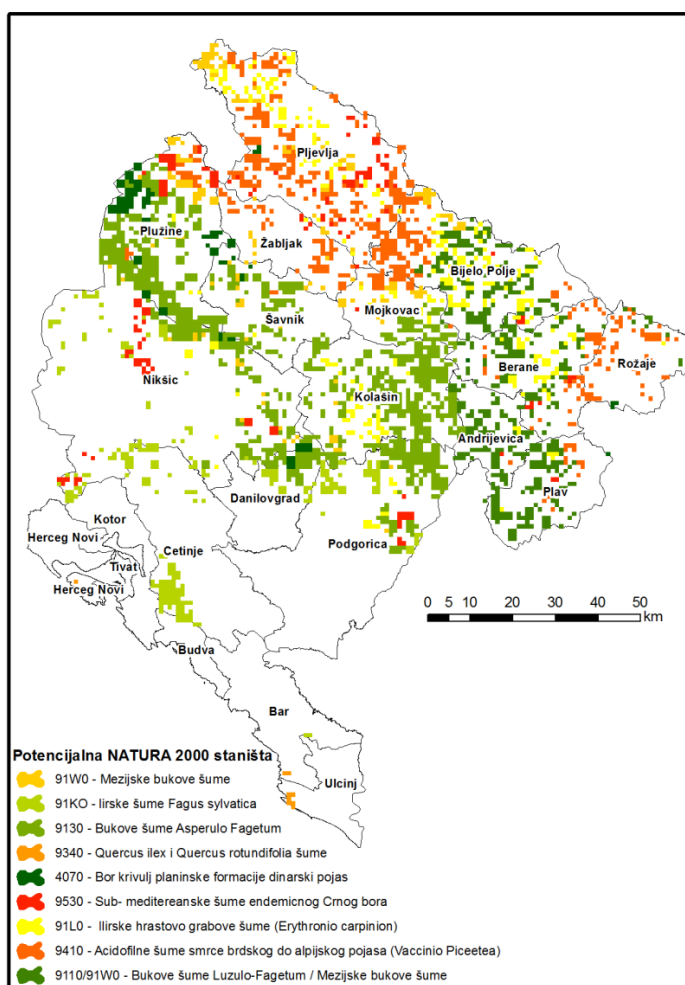 Pljevlja
Plužine
Žabljak
Bijelo Polje
Šavnik
Mojkovac
Nikšic
Berane
Rožaje
Kolašin
Andrijevica
Danilovgrad
Plav
Kotor
Herceg Novi
Cetinje
Podgorica
Tivat
Herceg Novi
0 5 10 20 30 40 50
km
Budva
Bar
Ulcinj
Potencijalna NATURA 2000 staništa
91W0 - Mezijske bukove šume
91KO - Iirske šume Fagus sylvatica
9130 - Bukove šume Asperulo Fagetum
9340 - Quercus ilex i Quercus rotundifolia šume
4070 - Bor krivulj planinske formacije dinarski pojas
9530 - Sub- meditereanske šume endemicnog Crnog bora
91L0 - Ilirske hrastovo grabove šume (Erythronio carpinion)
9410 - Acidofilne šume smrce brdskog do alpijskog pojasa (Vaccinio Piceetea)
9110/91W0 - Bukove šume Luzulo-Fagetum / Mezijske bukove šume